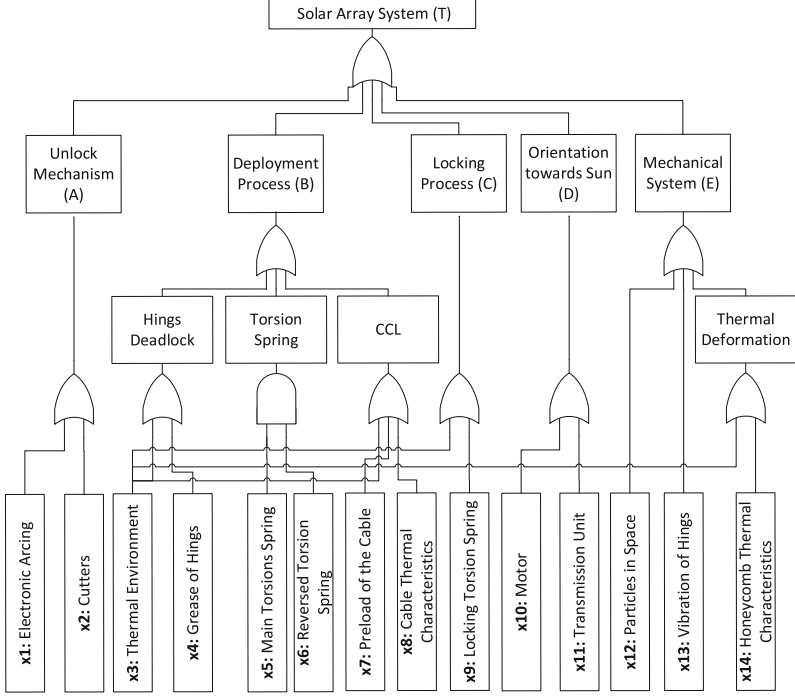 Solar Array System (T)
Unlock
Mechanism
(A)
Deployment
Process (B)
Locking
Process (C)
Orientation
towards Sun
(D)
Mechanical
System (E)
Hings
Deadlock
Torsion
Spring
CCL
Thermal
Deformation
x1: Electronic Arcing
x2: Cutters
x3: Thermal Environment
x4: Grease of Hings
x5: Main Torsions Spring
x6: Reversed Torsion
Spring
x7: Preload of the Cable
x8: Cable Thermal
Characteristics
x9: Locking Torsion Spring
x10: Motor
x11: Transmission Unit
x12: Particles in Space
x13: Vibration of Hings
x14: Honeycomb Thermal
Characteristics